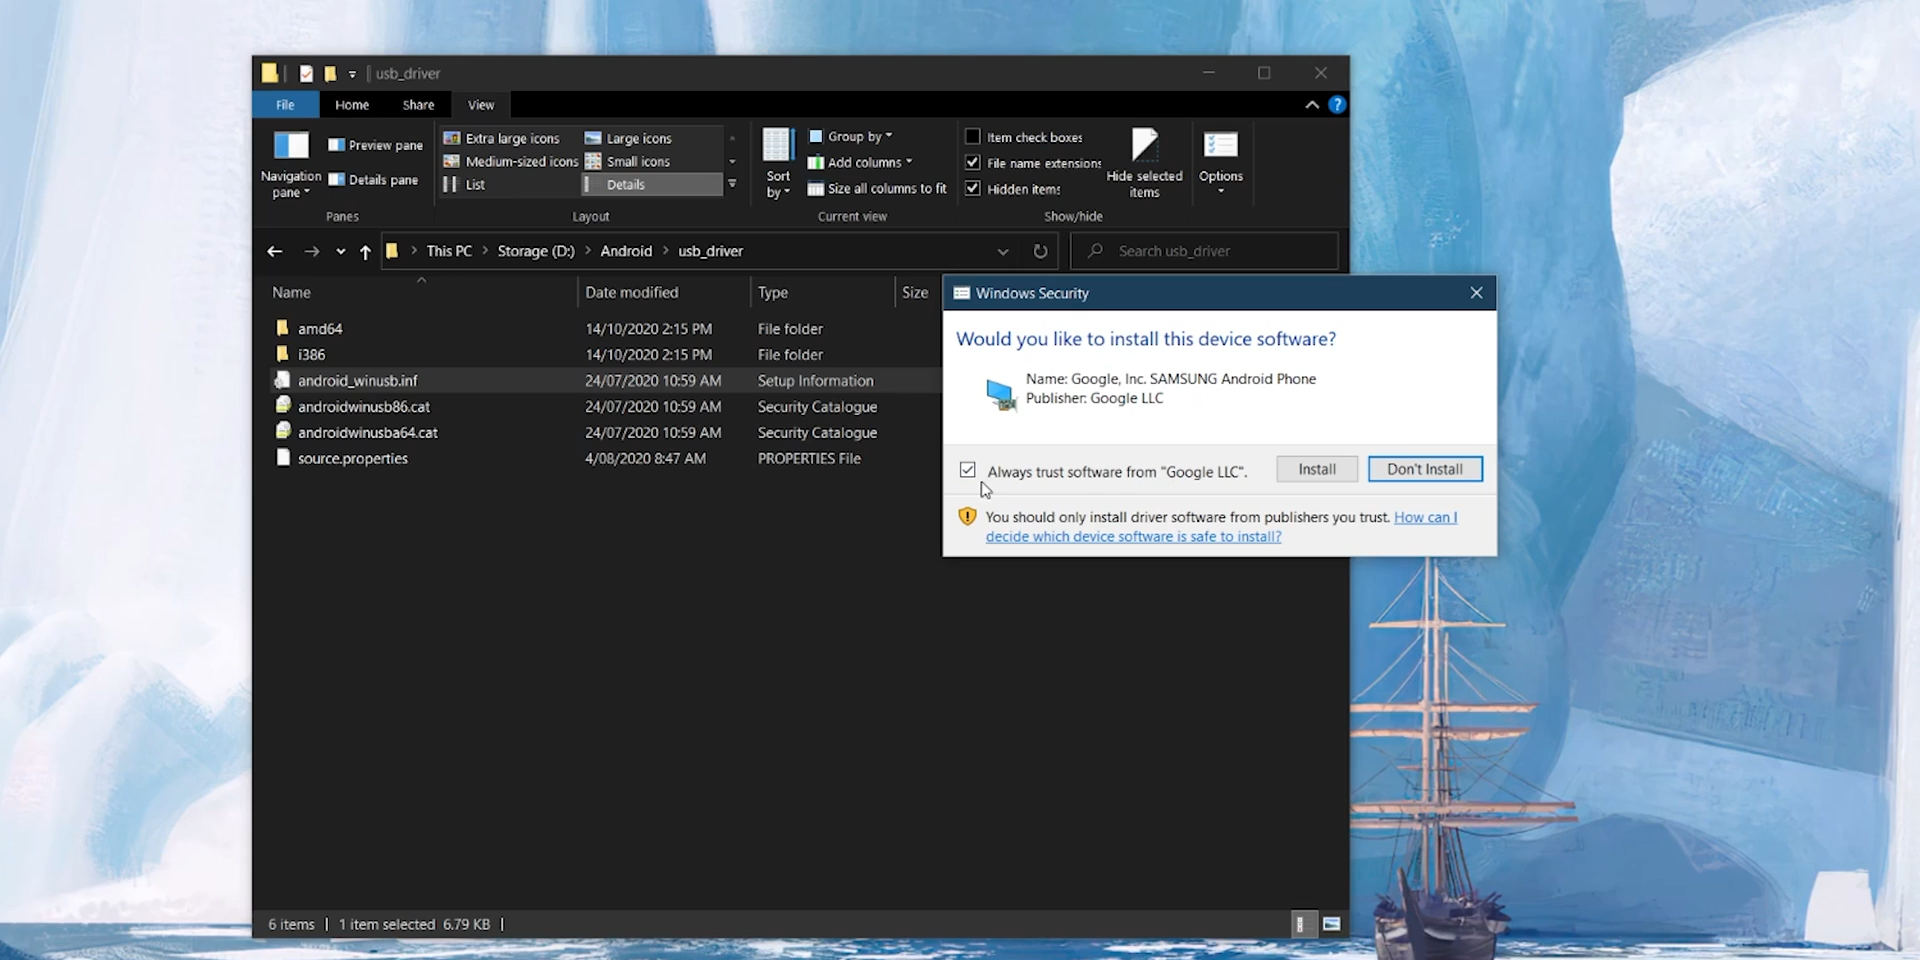 usb_driver
File Home Share View
Navigation pane
Preview pane
Details pane
Panes
Extra large icons Large icons
Medium-sized icons Small icons
List Details
Layout
Sort by
Group by
Add columns
Size all columns to fit
Current view
Item check boxes
File name extensions
Hidden items
Hide selected items
Show/hide
Options
This PC Storage (D:) Android usb_driver
Search usb_driver
Name Date modified Type Size
amd64 14/10/2020 2:15 PM File folder
i386 14/10/2020 2:15 PM File folder
android_winusb.inf 24/07/2020 10:59 AM Setup Information
androidwinusb86.cat 24/07/2020 10:59 AM Security Catalogue
androidwinusba64.cat 24/07/2020 10:59 AM Security Catalogue
source.properties 4/08/2020 8:47 AM PROPERTIES File
Windows Security
Would you like to install this device software?
Name: Google, Inc. SAMSUNG Android Phone
Publisher: Google LLC
Always trust software from "Google LLC".
Install Don't Install
You should only install driver software from publishers you trust. How can I
decide which device software is safe to install?
6 items 1 item selected 6.79 KB